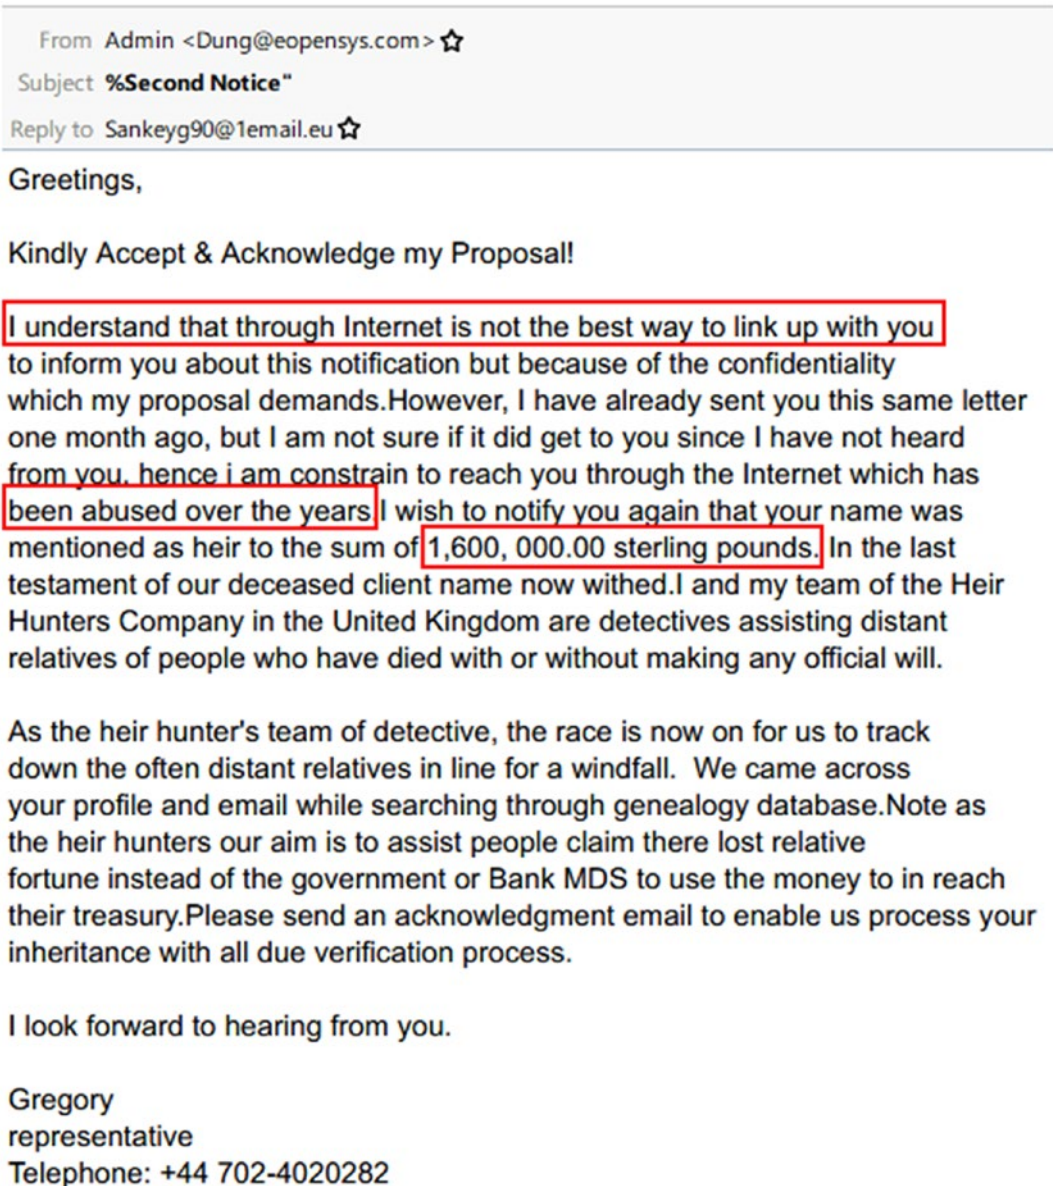 From Admin <Dung@eopensys.com>
Subject %Second Notice"
Reply to Sankeyg90@1email.eu
Greetings,
Kindly Accept & Acknowledge my Proposal!
I understand that through Internet is not the best way to link up with you
to inform you about this notification but because of the confidentiality
which my proposal demands.However, I have already sent you this same letter
one month ago, but I am not sure if it did get to you since I have not heard
from you. hence i am constrain to reach you through the Internet which has
been abused over the years I wish to notify you again that your name was
mentioned as heir to the sum of 1,600, 000.00 sterling pounds. In the last
testament of our deceased client name now withed.I and my team of the Heir
Hunters Company in the United Kingdom are detectives assisting distant
relatives of people who have died with or without making any official will.
As the heir hunter's team of detective, the race is now on for us to track
down the often distant relatives in line for a windfall.  We came across
your profile and email while searching through genealogy database.Note as
the heir hunters our aim is to assist people claim there lost relative
fortune instead of the government or Bank MDS to use the money to in reach
their treasury.Please send an acknowledgment email to enable us process your
inheritance with all due verification process.
I look forward to hearing from you.
Gregory
representative
Telephone: +44 702-4020282